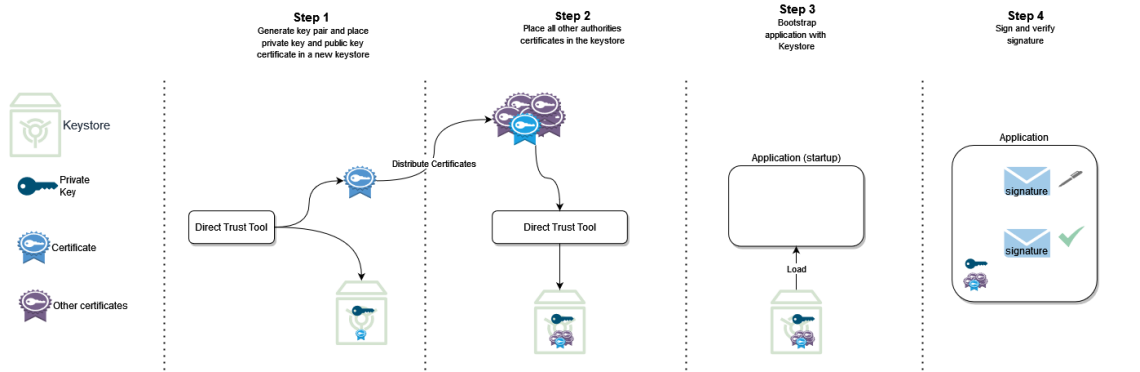 Step 1
Generate key pair and place
private key and public key
certificate in a new keystore
Step 2
Place all other authorities
certificates in the keystore
Step 3
Bootstrap
application with
Keystore
Step 4
Sign and verify
signature
Keystore
Private
Key
Certificate
Other certificates
Direct Trust Tool
Distribute Certificates
Direct Trust Tool
Application (startup)
Load
Application
signature
signature